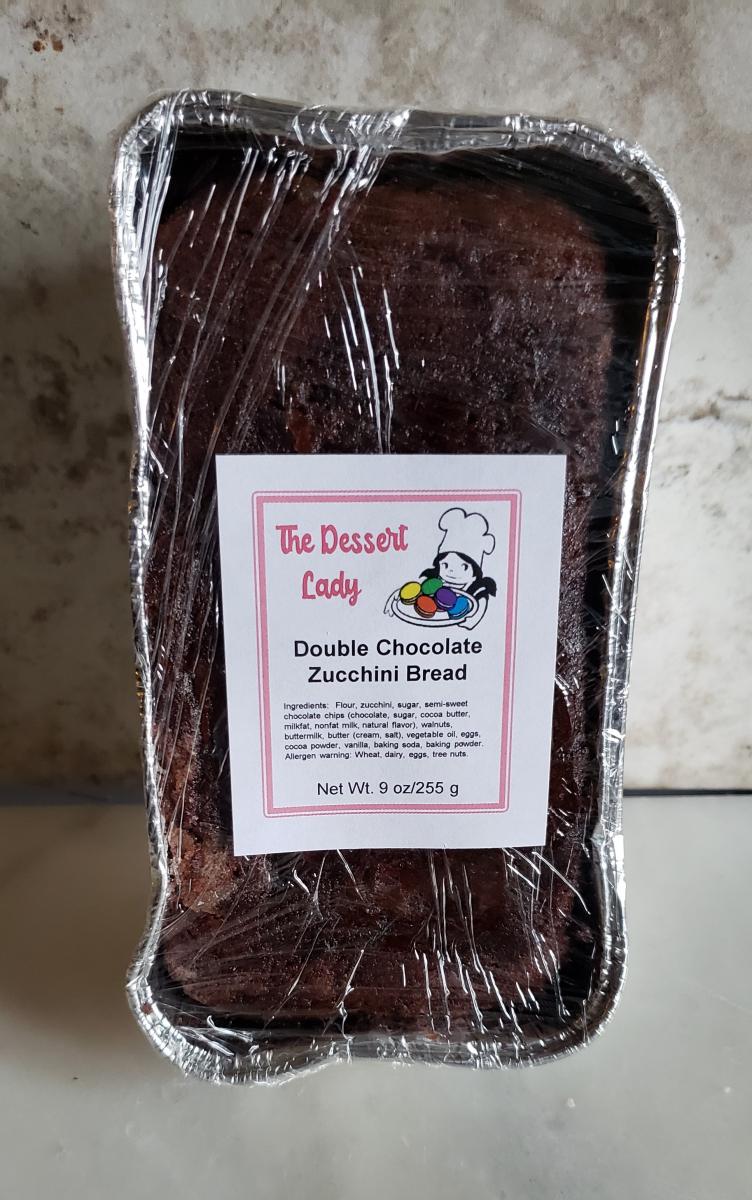 The Dessert
Lady
Double Chocolate
Zucchini Bread
Ingredients: Flour, zucchini, sugar, semi-sweet
chocolate chips (chocolate, sugar, cocoa butter,
milkfat, nonfat milk, natural flavor), walnuts,
buttermilk, butter (cream, salt), vegetable oil, eggs,
cocoa powder, vanilla, baking soda, baking powder.
Allergen warning: Wheat, dairy, eggs, tree nuts.
Net Wt. 9 oz/255 g